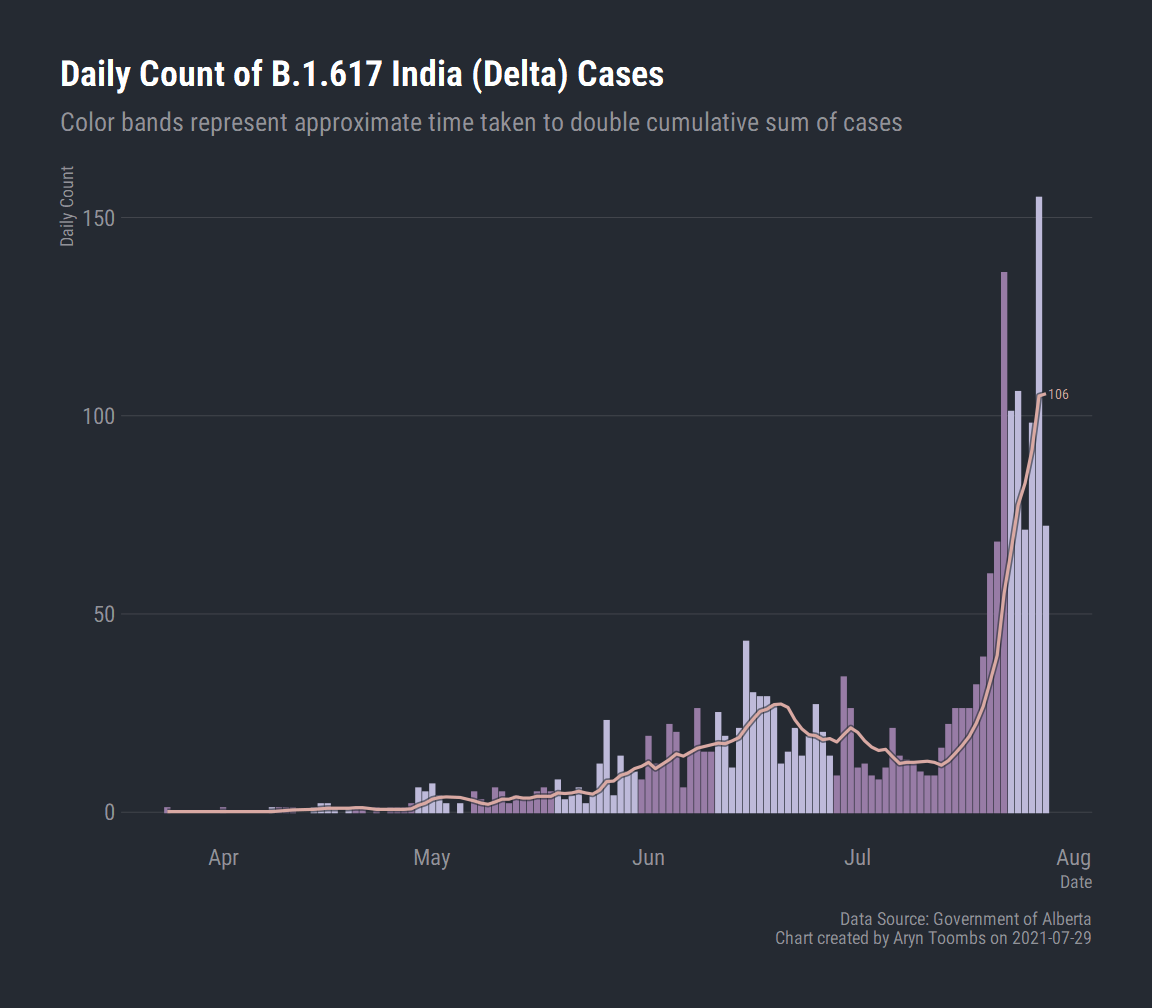 Daily Count of B.1.617 India (Delta) Cases
Color bands represent approximate time taken to double cumulative sum of cases
Daily Count
150
100
106
50
0
Apr May Jun Jul Aug
Date
Data Source: Government of Alberta
Chart created by Aryn Toombs on 2021-07-29